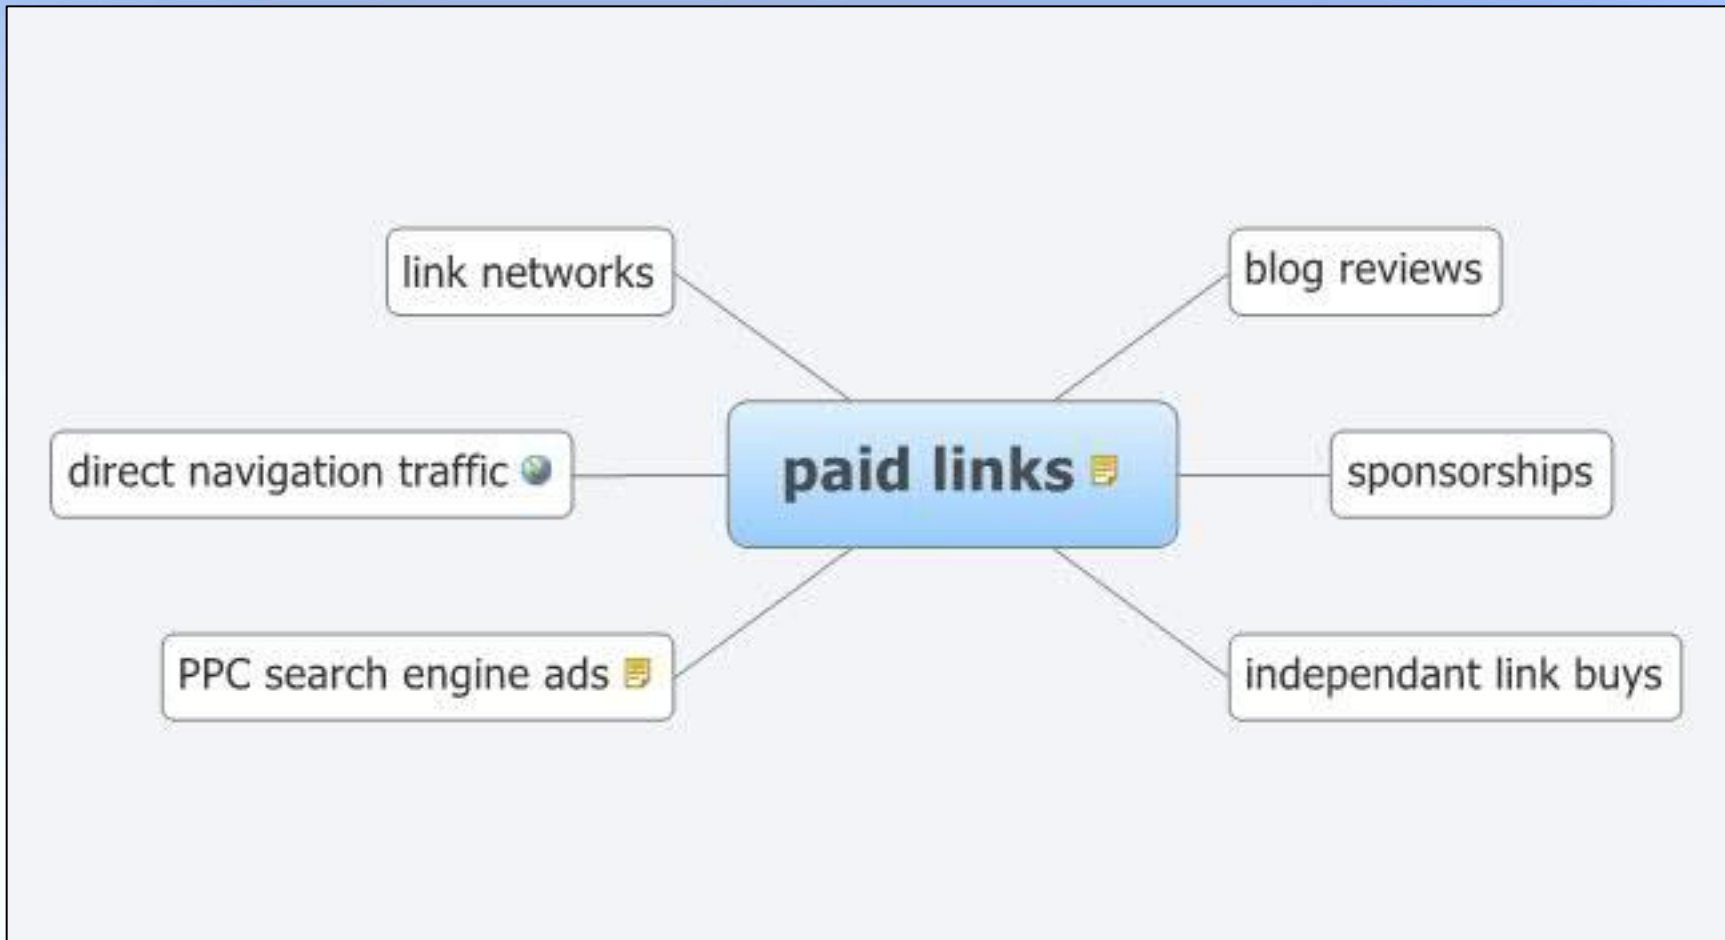 link networks
blog reviews
direct navigation traffic
paid links
sponsorships
PPC search engine ads
independant link buys